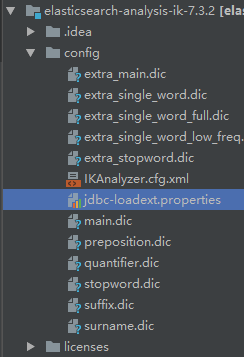 elasticsearch-analysis-ik-7.3.2 [elas
.idea
config
extra_main.dic
extra_single_word.dic
extra_single_word_full.dic
extra_single_word_low_freq.
extra_stopword.dic
IKAnalyzer.cfg.xml
jdbc-loadext.properties
main.dic
preposition.dic
quantifier.dic
stopword.dic
suffix.dic
surname.dic
licenses